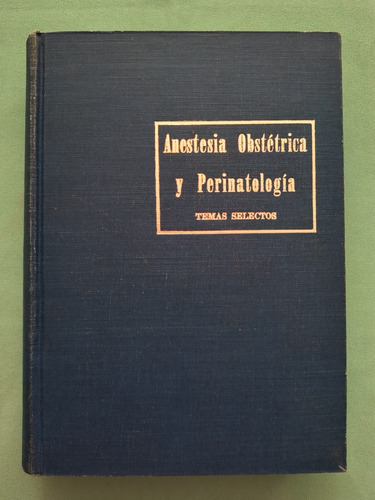 Anestesia Obstétrica
y Perinatología
TEMAS SELECTOS